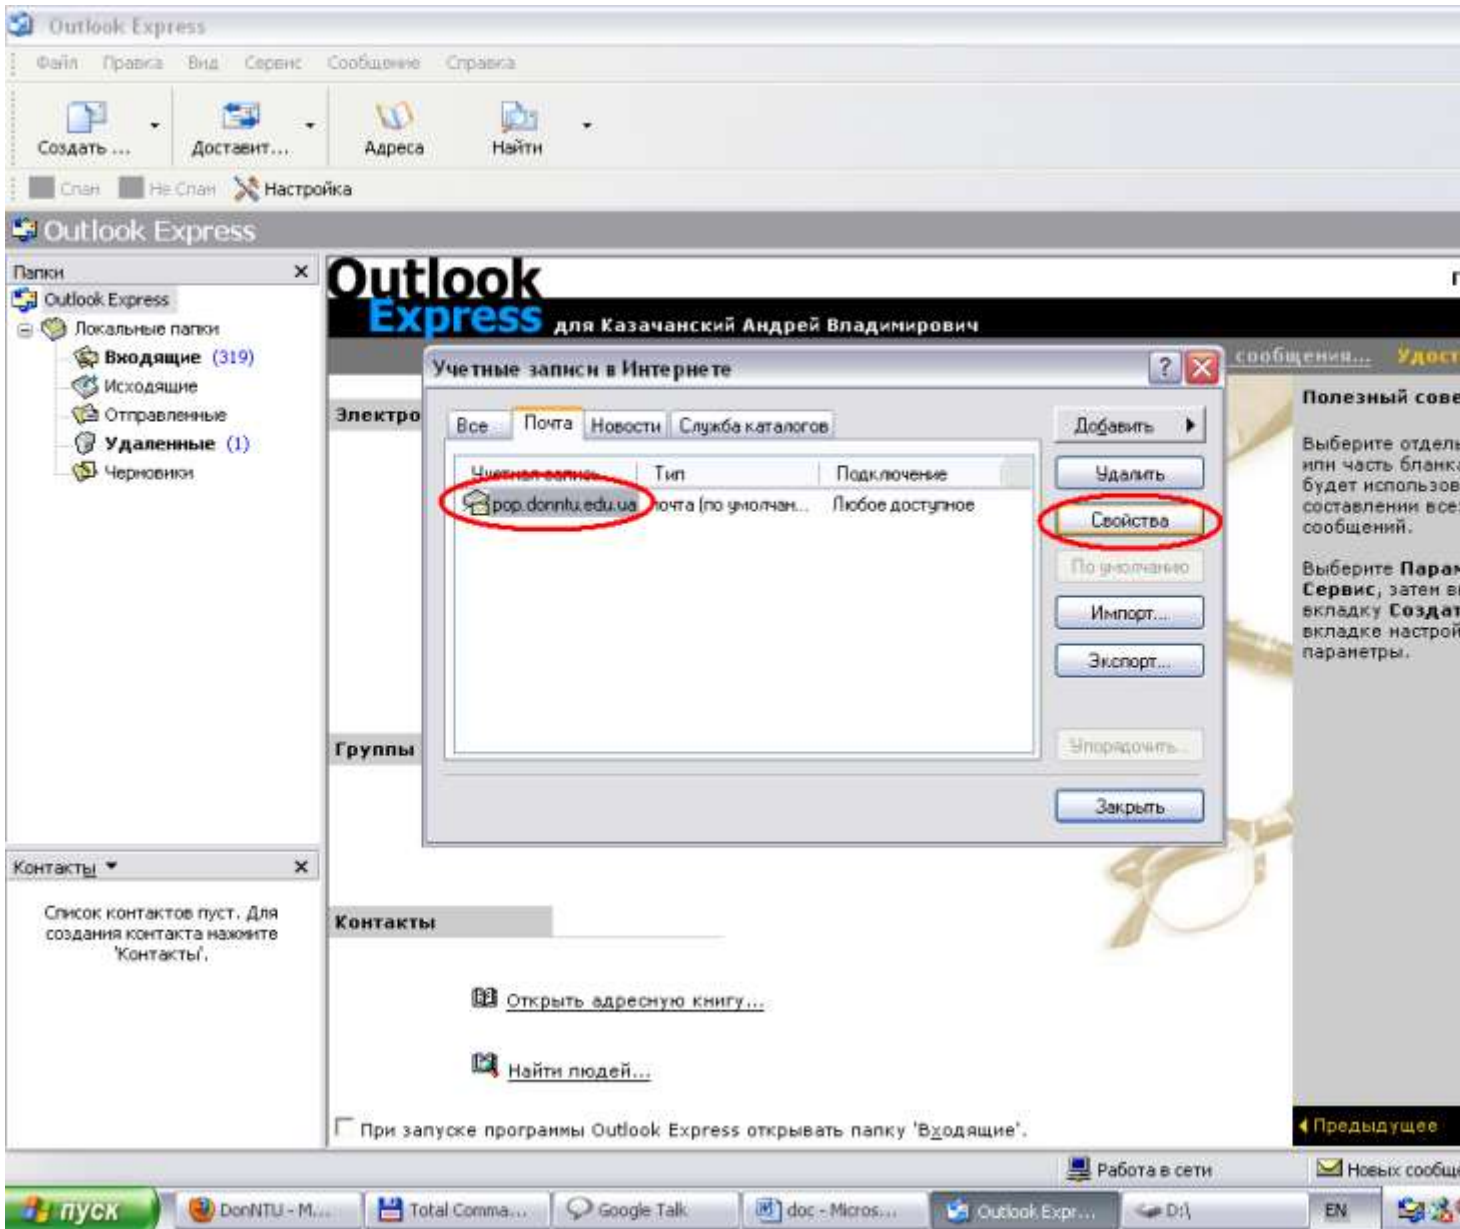 Outlook Express
Файл Правка Вид Сервис Сообщение Справка
Создать ... Доставит... Адреса Найти
Спам Не Спам Настройка
Outlook Express
Папки
Outlook Express
Локальные папки
Входящие (319)
Исходящие
Отправленные
Удаленные (1)
Черновики
Контакты
Список контактов пуст. Для
создания контакта нажмите
'Контакты'.
Outlook
Express для Казачанский Андрей Владимирович
сообщения... Удост
Электро
Группы
Контакты
Открыть адресную книгу...
Найти людей...
При запуске программы Outlook Express открывать папку 'Входящие'.
Учетные записи в Интернете
Все Почта Новости Служба каталогов
Учетная запись Тип Подключение
pop.donntu.edu.ua почта (по умолчан... Любое доступное
Добавить
Удалить
Свойства
По умолчанию
Импорт...
Экспорт...
Упорядочить...
Закрыть
Полезный сове
Выберите отдель
или часть бланка
будет использов
составлении все
сообщений.
Выберите Парам
Сервис, затем в
вкладку Создат
вкладке настрой
параметры.
Предыдущее
Работа в сети Новых сообще
пуск DonNTU - M... Total Comma... Google Talk doc - Micros... Outlook Expr... D:\ EN